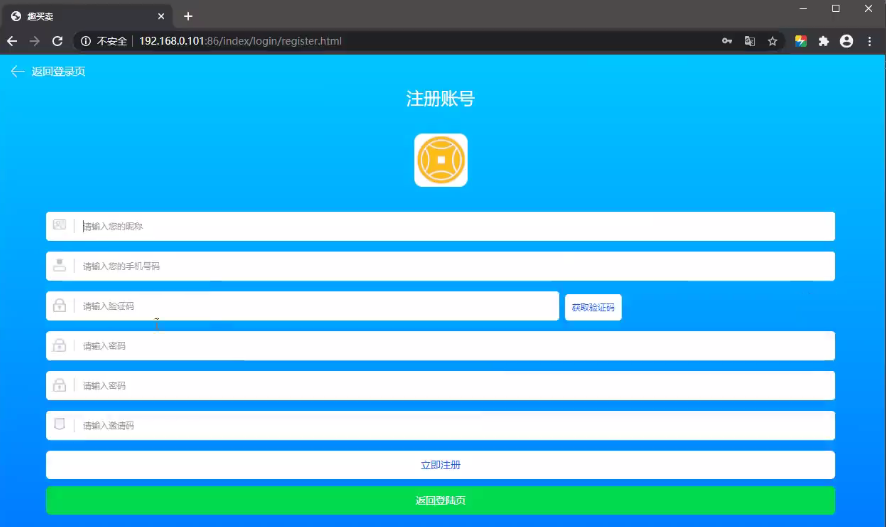 趣买卖
不安全 192.168.0.101:86/index/login/register.html
返回登录页
注册账号
请输入您的昵称
请输入您的手机号码
请输入验证码
获取验证码
请输入密码
请输入密码
请输入邀请码
立即注册
返回登陆页